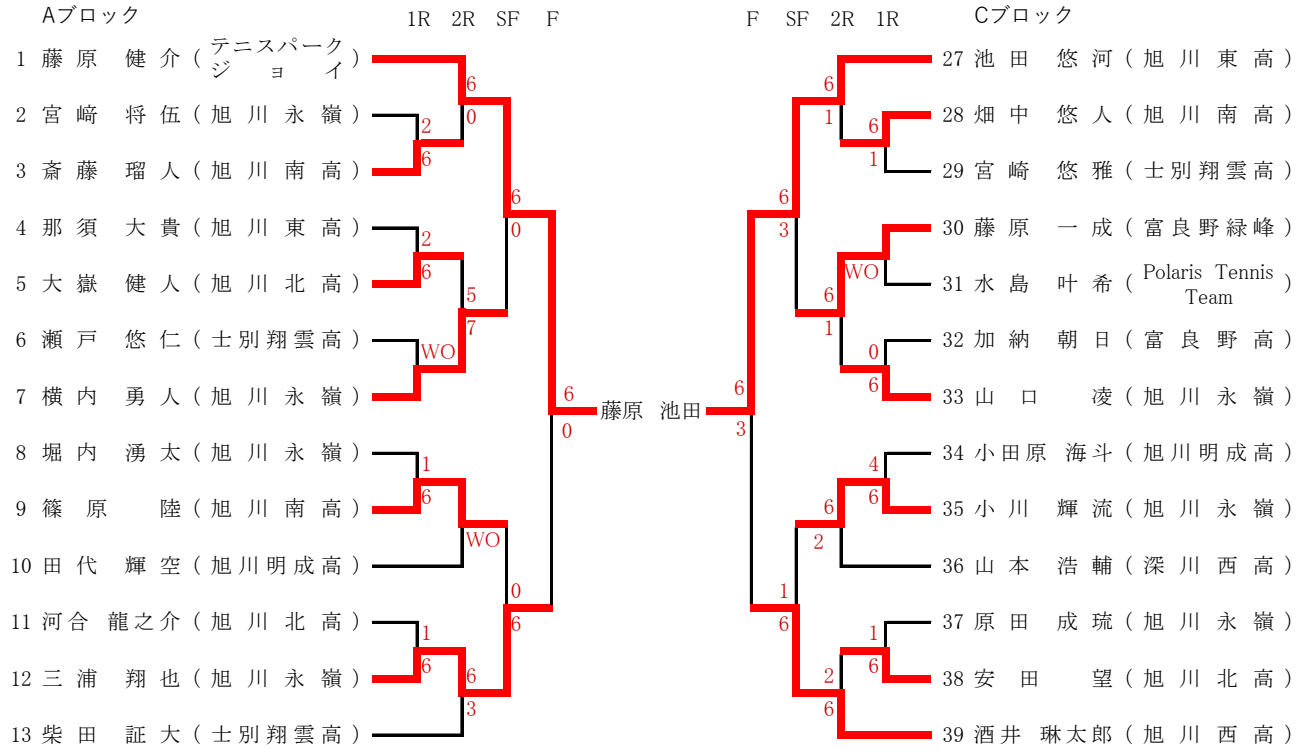 Aブロック
1R 2R SF F
1 藤原 健介 (テニスパークジョイ)
2 宮﨑 将伍 (旭川永嶺)
3 斎藤 瑠人 (旭川南高)
4 那須 大貴 (旭川東高)
5 大嶽 健人 (旭川北高)
6 瀬戸 悠仁 (士別翔雲高)
7 横内 勇人 (旭川永嶺)
8 堀内 湧太 (旭川永嶺)
9 篠原 陸 (旭川南高)
10 田代 輝空 (旭川明成高)
11 河合 龍之介 (旭川北高)
12 三浦 翔也 (旭川永嶺)
13 柴田 証大 (士別翔雲高)
2
6
2
6
WO
1
6
1
6
6
0
5
7
WO
6
3
6
0
0
6
6
0
藤原 池田
F SF 2R 1R
Cブロック
6
3
6
3
1
6
6
1
6
1
6
2
2
6
6
1
WO
0
6
4
6
1
6
27 池田 悠河 (旭川東高)
28 畑中 悠人 (旭川南高)
29 宮崎 悠雅 (士別翔雲高)
30 藤原 一成 (富良野緑峰)
31 水島 叶希 (Polaris Tennis Team)
32 加納 朝日 (富良野高)
33 山口 凌 (旭川永嶺)
34 小田原 海斗 (旭川明成高)
35 小川 輝流 (旭川永嶺)
36 山本 浩輔 (深川西高)
37 原田 成琉 (旭川永嶺)
38 安田 望 (旭川北高)
39 酒井 琳太郎 (旭川西高)